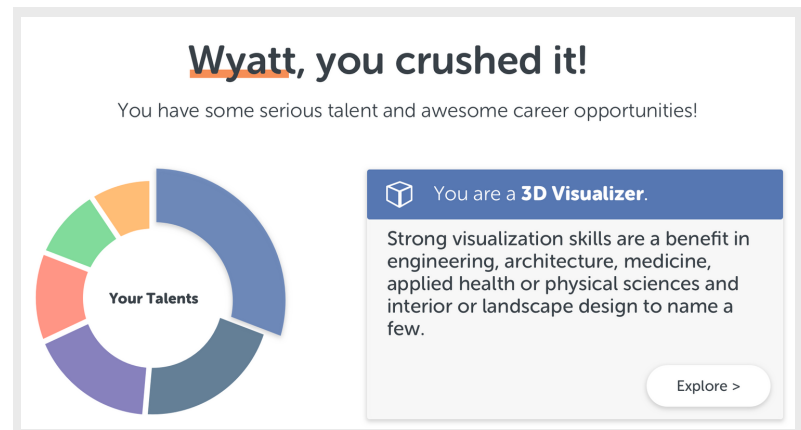 Wyatt, you crushed it!
You have some serious talent and awesome career opportunities!
Your Talents
You are a 3D Visualizer.
Strong visualization skills are a benefit in
engineering, architecture, medicine,
applied health or physical sciences and
interior or landscape design to name a
few.
Explore >